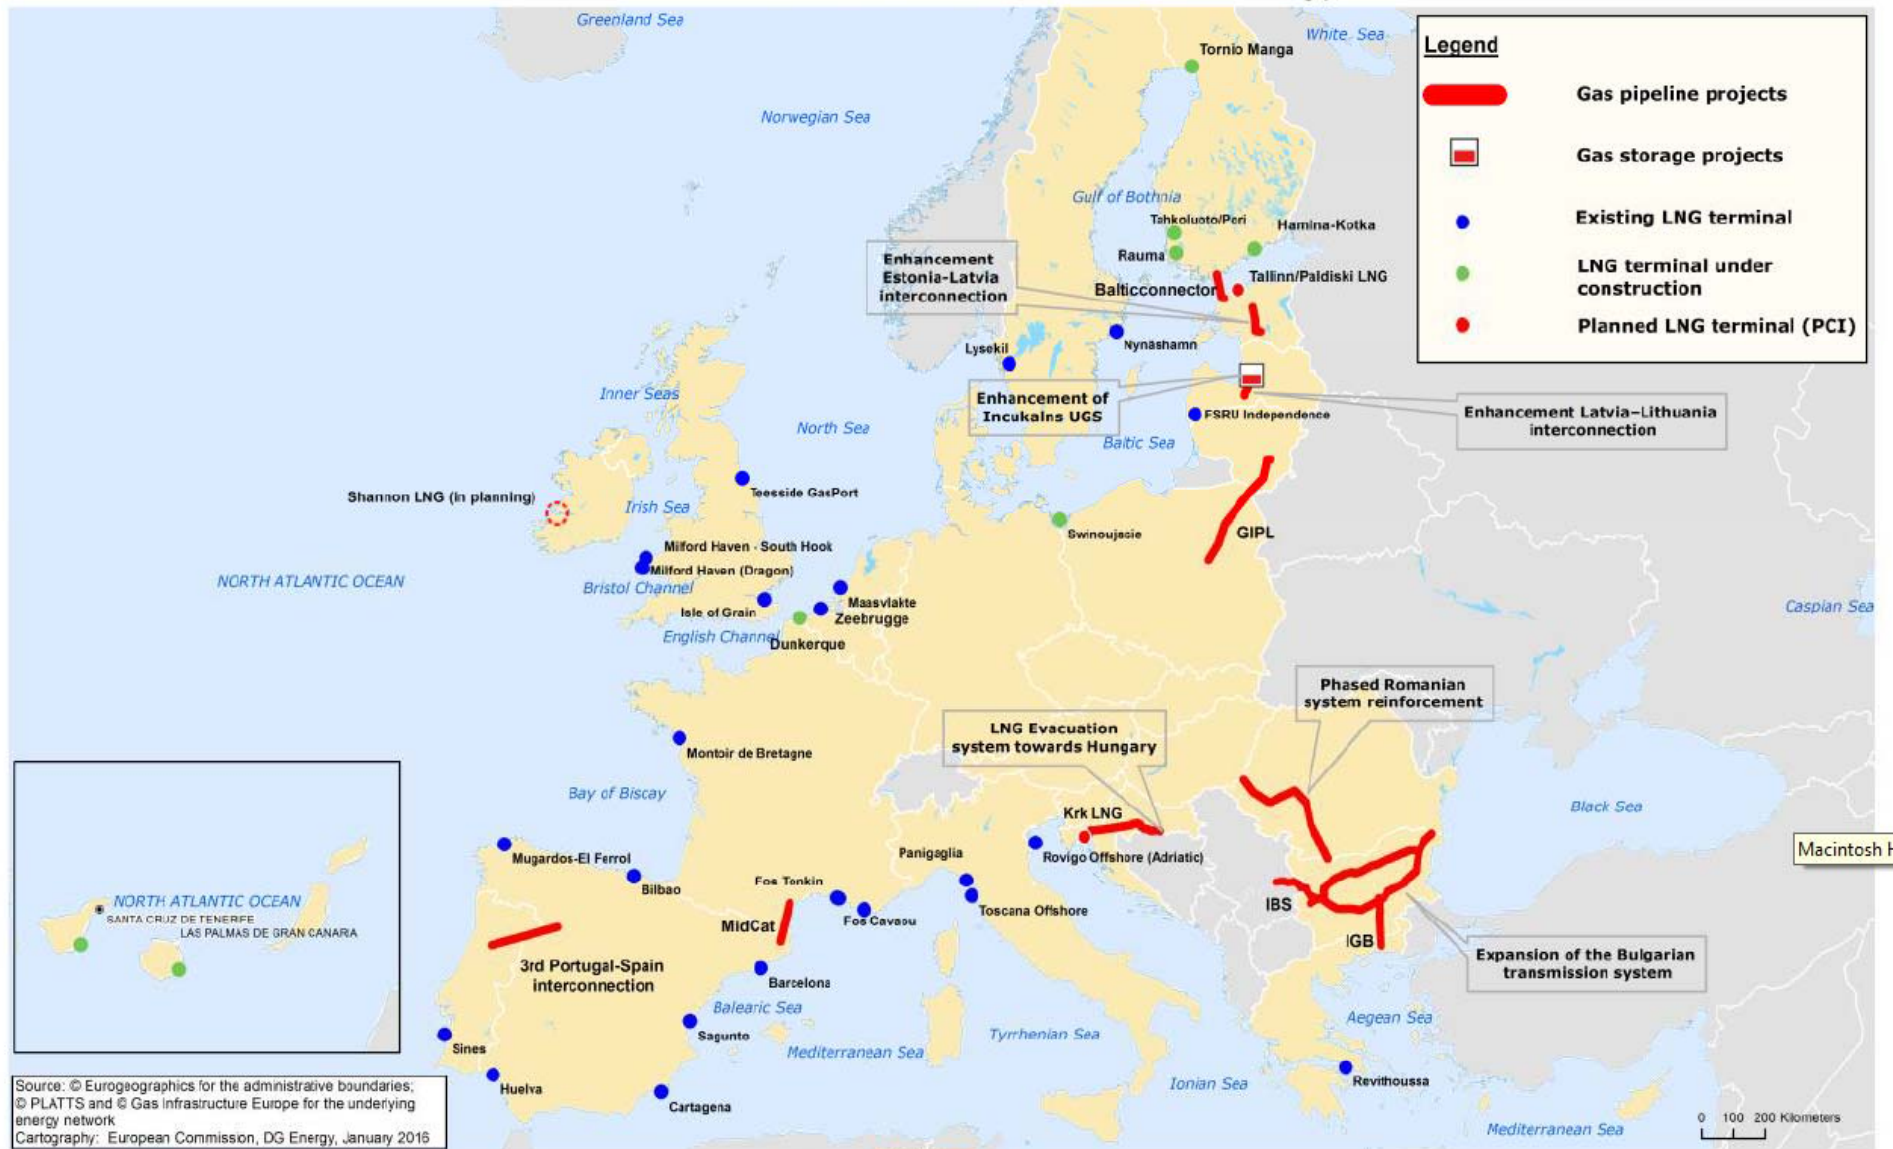 Greenland Sea
White Sea
Norwegian Sea
Tornio Manga
Legend
Gas pipeline projects
Gas storage projects
Existing LNG terminal
LNG terminal under
construction
Planned LNG terminal (PCI)
Gulf of Bothnia
Tahkoluoto/Pori
Hamina-Kotka
Rauma
Enhancement
Estonia-Latvia
interconnection
Tallinn/Paldiski LNG
Balticconnector
Nynäshamn
Lysekil
Inner Seas
North Sea
Enhancement of
Incukalns UGS
FSRU Independence
Baltic Sea
Enhancement Latvia–Lithuania
interconnection
Shannon LNG (in planning)
Irish Sea
Teesside GasPort
Swinoujscie
GIPL
Milford Haven - South Hook
Milford Haven (Dragon)
NORTH ATLANTIC OCEAN
Bristol Channel
Isle of Grain
Maasvlakte
Zeebrugge
English Channel
Dunkerque
Caspian Sea
Phased Romanian
system reinforcement
LNG Evacuation
system towards Hungary
Montoir de Bretagne
Bay of Biscay
Black Sea
Krk LNG
Macintosh H
Mugardos-El Ferrol
Bilbao
Fos Tonkin
Panigaglia
Rovigo Offshore (Adriatic)
Fos Cavaou
Toscana Offshore
MidCat
IBS
IGB
Expansion of the Bulgarian
transmission system
3rd Portugal-Spain
interconnection
Barcelona
Balearic Sea
Sagunto
Mediterranean Sea
Tyrrhenian Sea
Aegean Sea
Sines
Huelva
Cartagena
Ionian Sea
Revithoussa
Mediterranean Sea
0 100 200 Kilometers
NORTH ATLANTIC OCEAN
SANTA CRUZ DE TENERIFE
LAS PALMAS DE GRAN CANARIA
Source: © Eurogeographics for the administrative boundaries;
© PLATTS and © Gas Infrastructure Europe for the underlying
energy network
Cartography: European Commission, DG Energy, January 2016